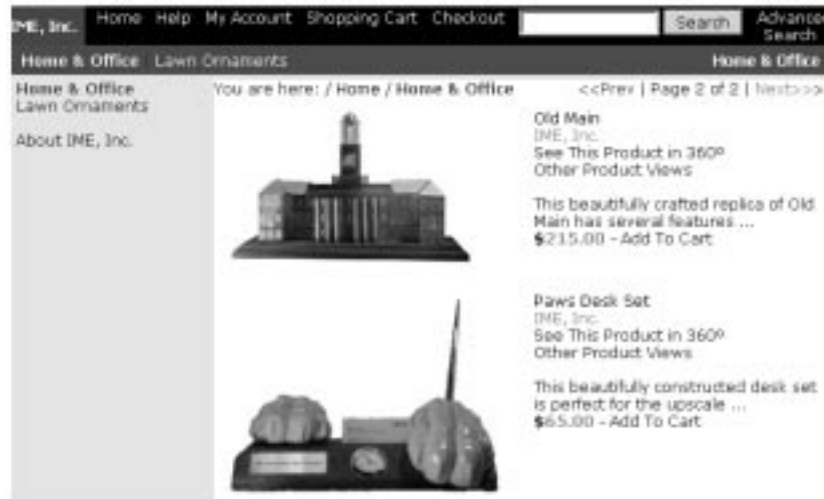 IME, Inc. Home Help My Account Shopping Cart Checkout Search Advanced Search
Home & Office Lawn Ornaments Home & Office
Home & Office
Lawn Ornaments
About IME, Inc.
You are here: / Home / Home & Office <<Prev | Page 2 of 2 | Next>>>
Old Main
IME, Inc.
See This Product in 360º
Other Product Views
This beautifully crafted replica of Old
Main has several features ...
$215.00 - Add To Cart
Paws Desk Set
IME, Inc.
See This Product in 360º
Other Product Views
This beautifully constructed desk set
is perfect for the upscale ...
$65.00 - Add To Cart